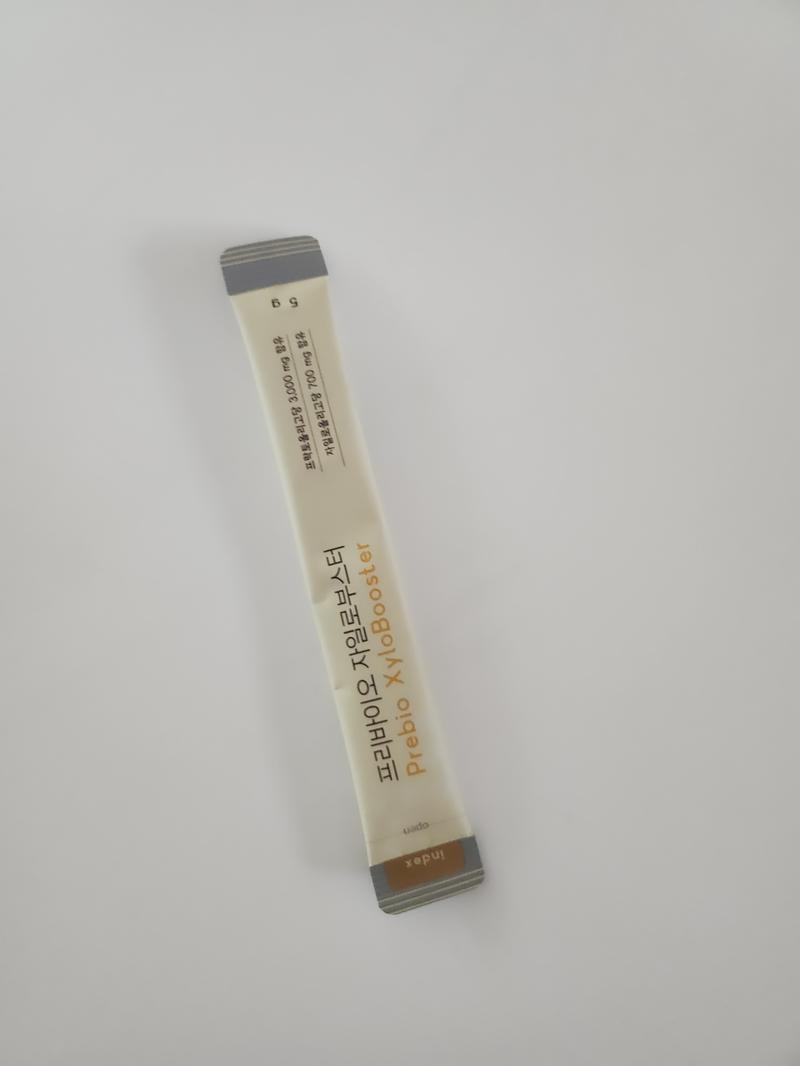 index
open
프리바이오 자일로부스터
Prebio XyloBooster
프락토올리고당 3,000 mg 함유
자일로올리고당 700 mg 함유
5 g